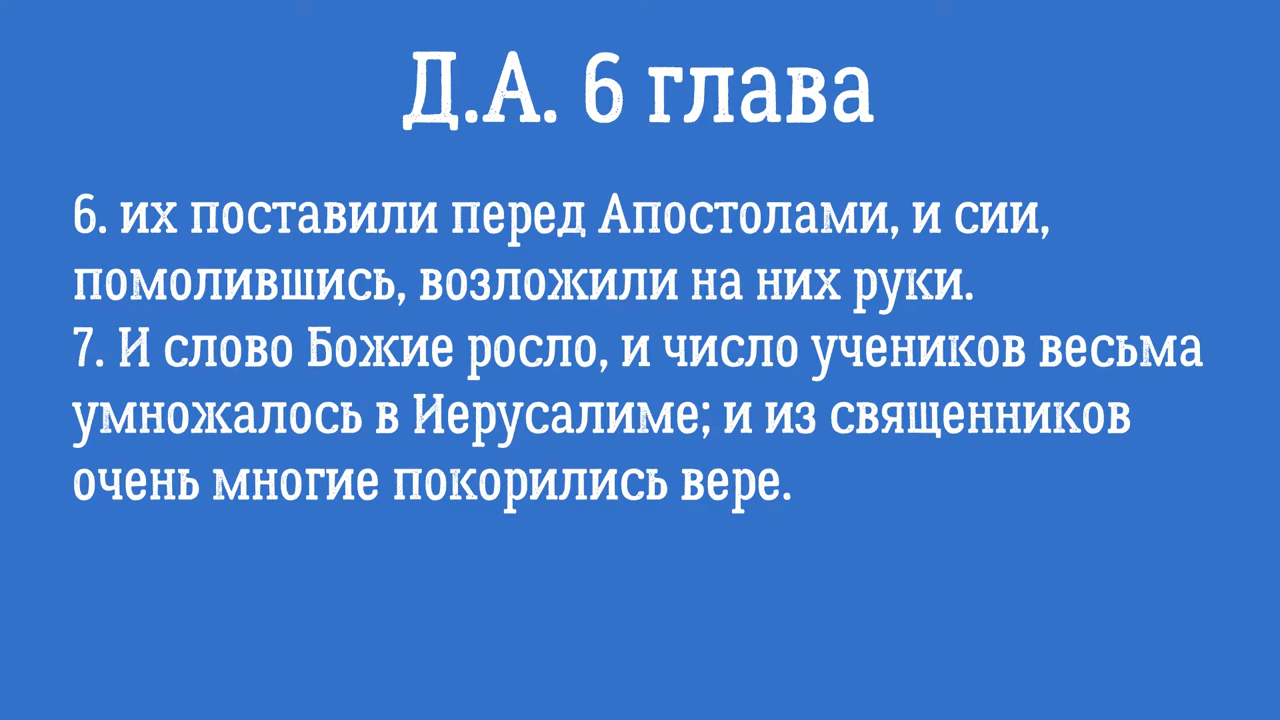 Д.А. 6 глава
6. их поставили перед Апостолами, и сии,
помолившись, возложили на них руки.
7. И слово Божие росло, и число учеников весьма
умножалось в Иерусалиме; и из священников
очень многие покорились вере.